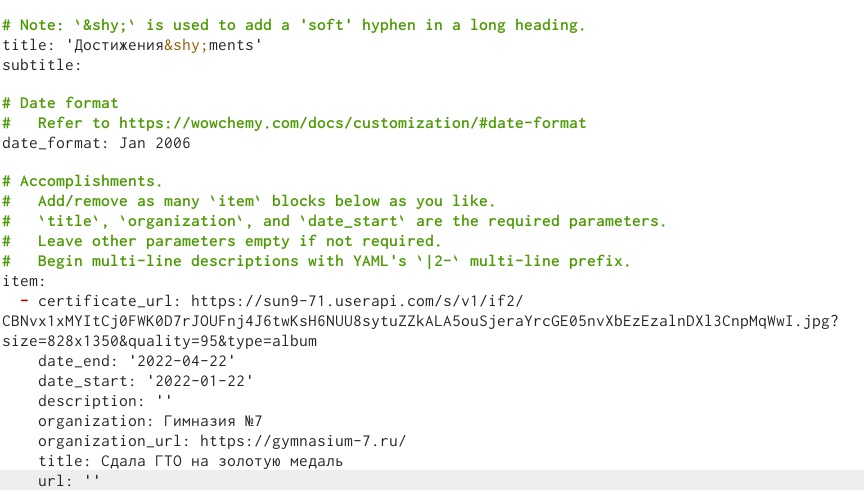 # Note: `&shy;` is used to add a 'soft' hyphen in a long heading.
title: 'Достижения&shy;ments'
subtitle:
# Date format
#   Refer to https://wowchemy.com/docs/customization/#date-format
date_format: Jan 2006
# Accomplishments.
#   Add/remove as many `item` blocks below as you like.
#   `title`, `organization`, and `date_start` are the required parameters.
#   Leave other parameters empty if not required.
#   Begin multi-line descriptions with YAML's `|2-` multi-line prefix.
item:
  - certificate_url: https://sun9-71.userapi.com/s/v1/if2/
CBNvx1xMYItCj0FWK0D7rJOUFnj4J6twKsH6NUU8sytuZZkALA5ouSjeraYrcGE05nvXbEzEzalnDXl3CnpMqWwI.jpg?
size=828x1350&quality=95&type=album
    date_end: '2022-04-22'
    date_start: '2022-01-22'
    description: ''
    organization: Гимназия №7
    organization_url: https://gymnasium-7.ru/
    title: Сдала ГТО на золотую медаль
    url: ''